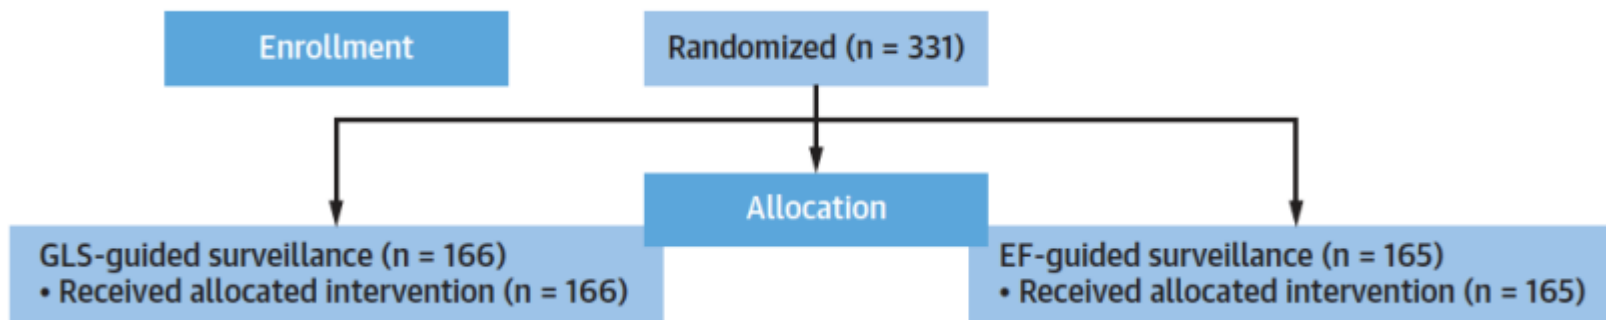 Enrollment
Randomized (n = 331)
Allocation
GLS-guided surveillance (n = 166)
• Received allocated intervention (n = 166)
EF-guided surveillance (n = 165)
• Received allocated intervention (n = 165)